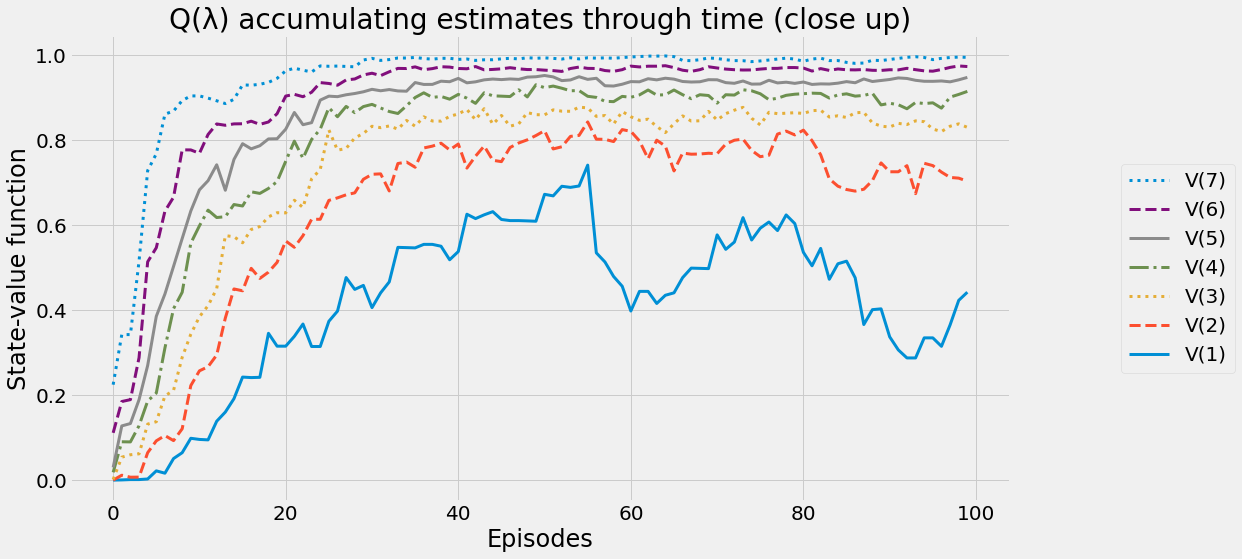 Q(λ) accumulating estimates through time (close up)
State-value function
1.0
0.8
0.6
0.4
0.2
0.0
0 20 40 60 80 100
Episodes
V(7)
V(6)
V(5)
V(4)
V(3)
V(2)
V(1)